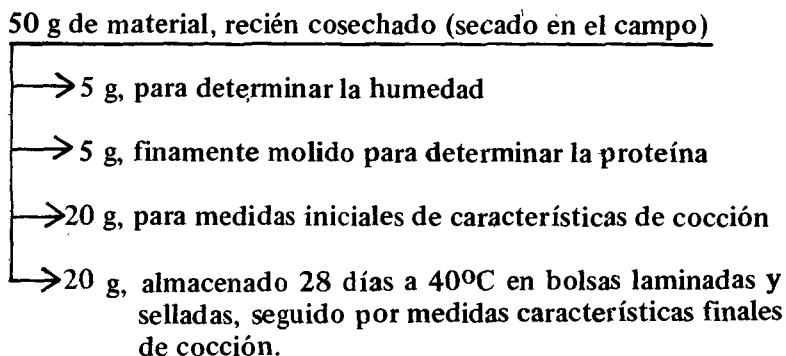 50 g de material, recién cosechado (secado en el campo)
5 g, para determinar la humedad
5 g, finamente molido para determinar la proteína
20 g, para medidas iniciales de características de cocción
20 g, almacenado 28 días a 40ºC en bolsas laminadas y
selladas, seguido por medidas características finales
de cocción.